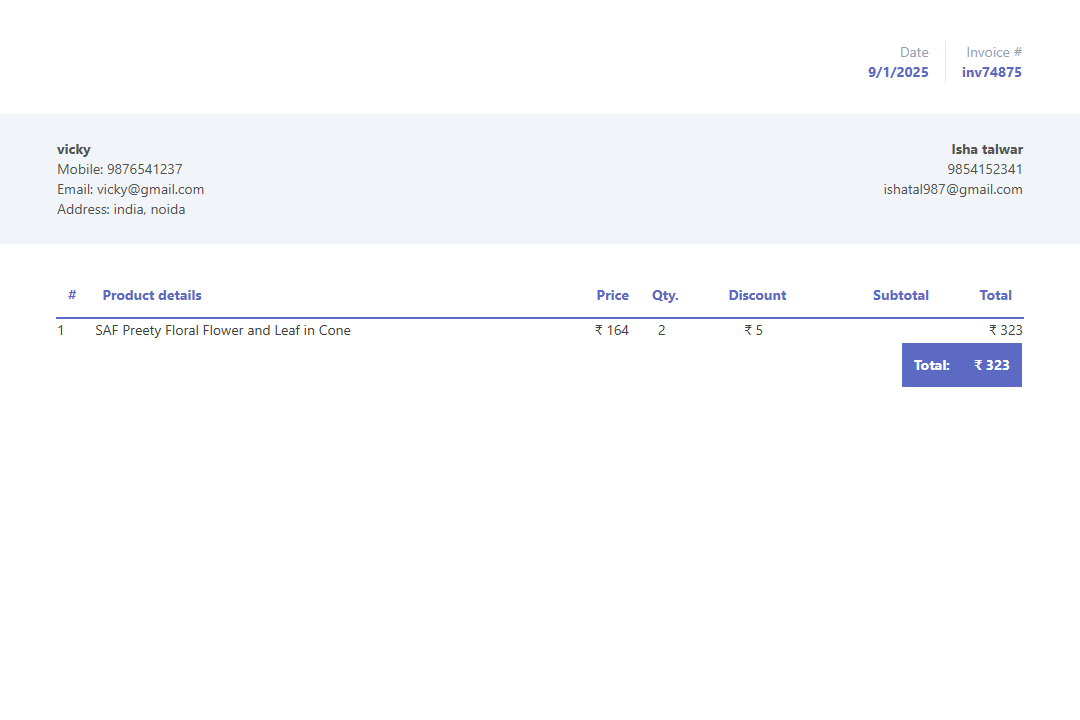 Date Invoice #
9/1/2025 inv74875
vicky
Mobile: 9876541237
Email: vicky@gmail.com
Address: india, noida
Isha talwar
9854152341
ishatal987@gmail.com
# Product details Price Qty. Discount Subtotal Total
1 SAF Preety Floral Flower and Leaf in Cone ₹ 164 2 ₹ 5 ₹ 323
Total: ₹ 323